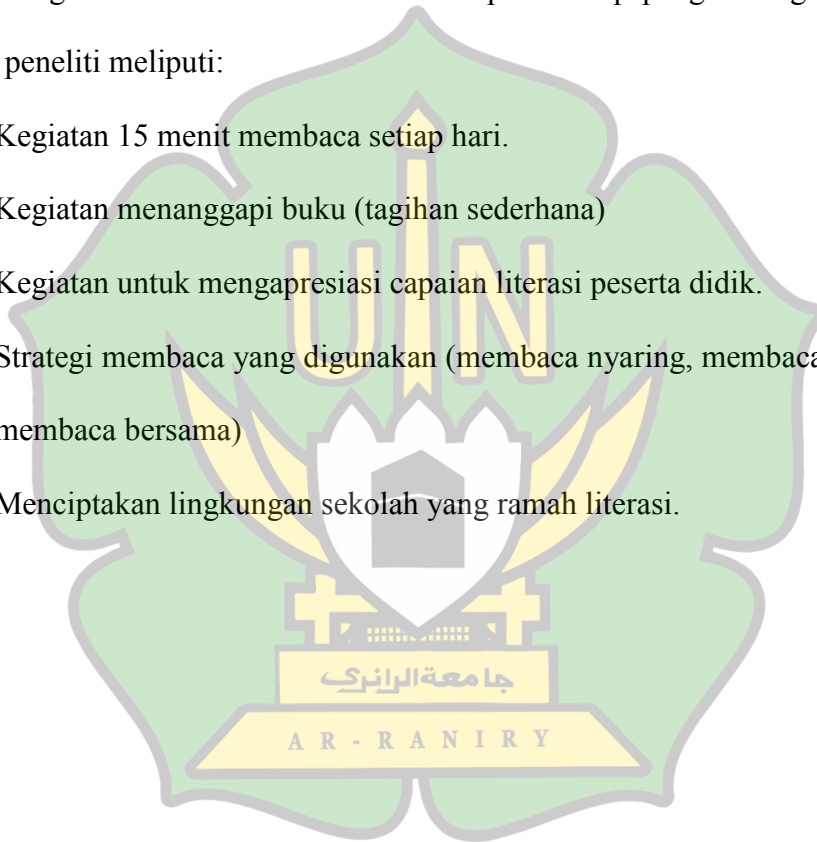 peneliti meliputi:
Kegiatan 15 menit membaca setiap hari.
Kegiatan menanggapi buku (tagihan sederhana)
Kegiatan untuk mengapresiasi capaian literasi peserta didik.
UIN
Strategi membaca yang digunakan (membaca nyaring, membaca
membaca bersama)
Menciptakan lingkungan sekolah yang ramah literasi.
جامعة الرانري
AR-RANIRY